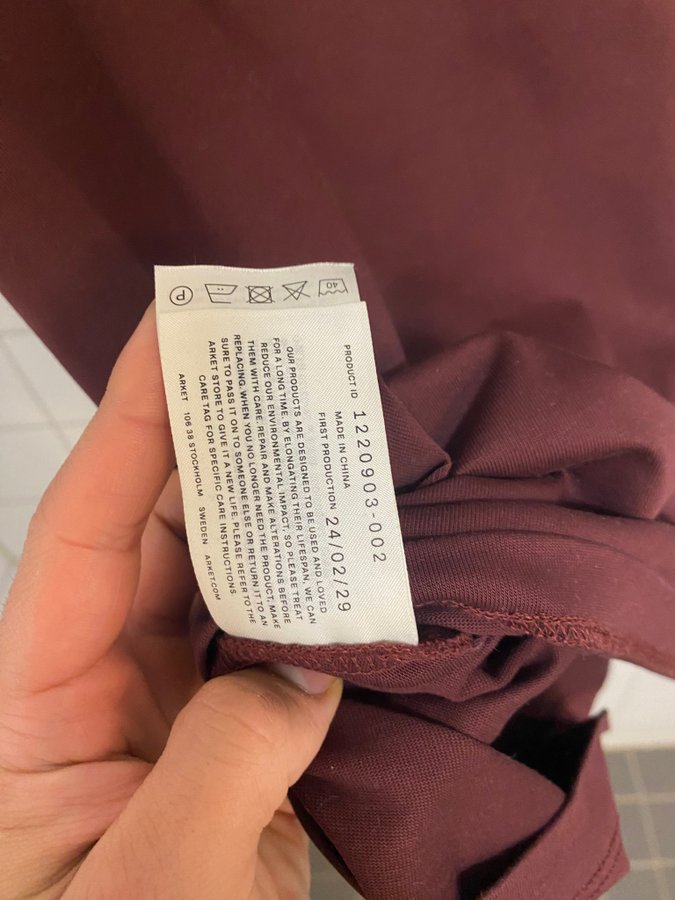 40
P
PRODUCT ID 1220903-002
MADE IN CHINA
FIRST PRODUCTION 24/02/29
OUR PRODUCTS ARE DESIGNED TO BE USED AND LOVED
FOR A LONG TIME. BY ELONGATING THEIR LIFESPAN, WE CAN
REDUCE OUR ENVIRONMENTAL IMPACT, SO PLEASE TREAT
THEM WITH CARE. REPAIR AND MAKE ALTERATIONS BEFORE
REPLACING. WHEN YOU NO LONGER NEED THE PRODUCT, MAKE
SURE TO PASS IT ON TO SOMEONE ELSE OR RETURN IT TO AN
ARKET STORE TO GIVE IT A NEW LIFE. PLEASE REFER TO THE
CARE TAG FOR SPECIFIC CARE INSTRUCTIONS.
ARKET 106 38 STOCKHOLM SWEDEN ARKET.COM